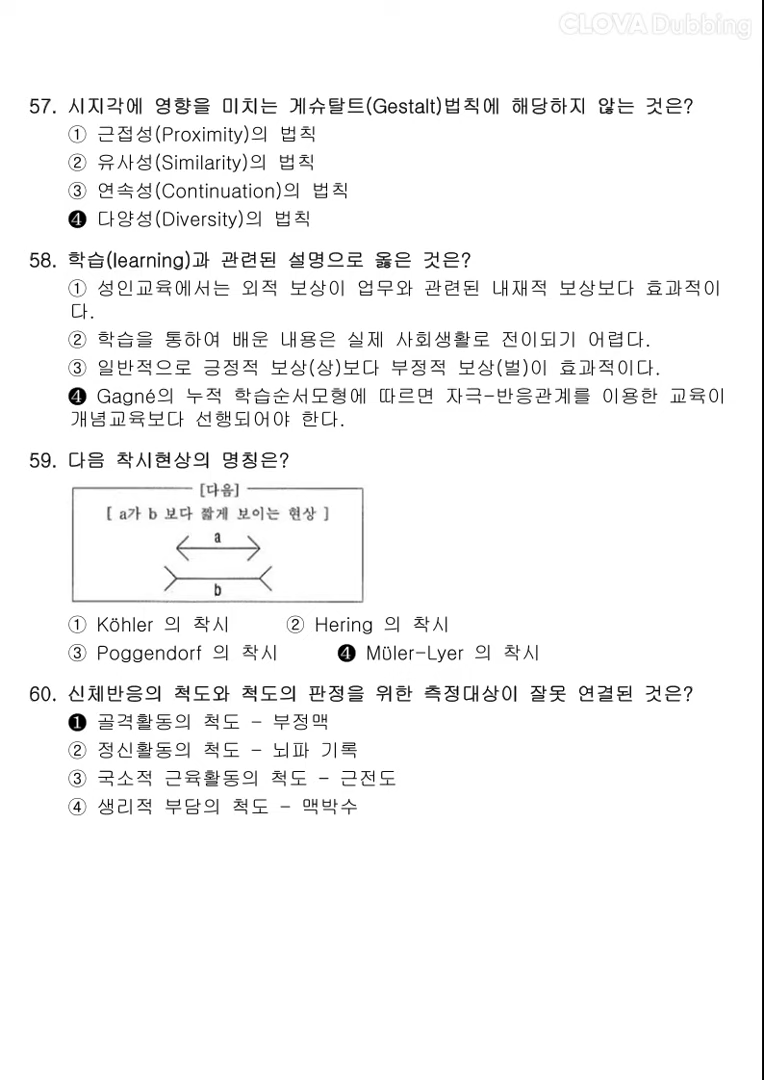 CLOVA Dubbing
57. 시지각에 영향을 미치는 게슈탈트(Gestalt)법칙에 해당하지 않는 것은?
① 근접성(Proximity)의 법칙
② 유사성(Similarity)의 법칙
③ 연속성(Continuation)의 법칙
❹ 다양성(Diversity)의 법칙
58. 학습(learning)과 관련된 설명으로 옳은 것은?
① 성인교육에서는 외적 보상이 업무와 관련된 내재적 보상보다 효과적이
다.
② 학습을 통하여 배운 내용은 실제 사회생활로 전이되기 어렵다.
③ 일반적으로 긍정적 보상(상)보다 부정적 보상(벌)이 효과적이다.
❹ Gagné의 누적 학습순서모형에 따르면 자극-반응관계를 이용한 교육이
개념교육보다 선행되어야 한다.
59. 다음 착시현상의 명칭은?
[다음]
[ a가 b 보다 짧게 보이는 현상 ]
a
b
① Köhler 의 착시 ② Hering 의 착시
③ Poggendorf 의 착시 ❹ Müler-Lyer 의 착시
60. 신체반응의 척도와 척도의 판정을 위한 측정대상이 잘못 연결된 것은?
❶ 골격활동의 척도 - 부정맥
② 정신활동의 척도 - 뇌파 기록
③ 국소적 근육활동의 척도 - 근전도
④ 생리적 부담의 척도 - 맥박수